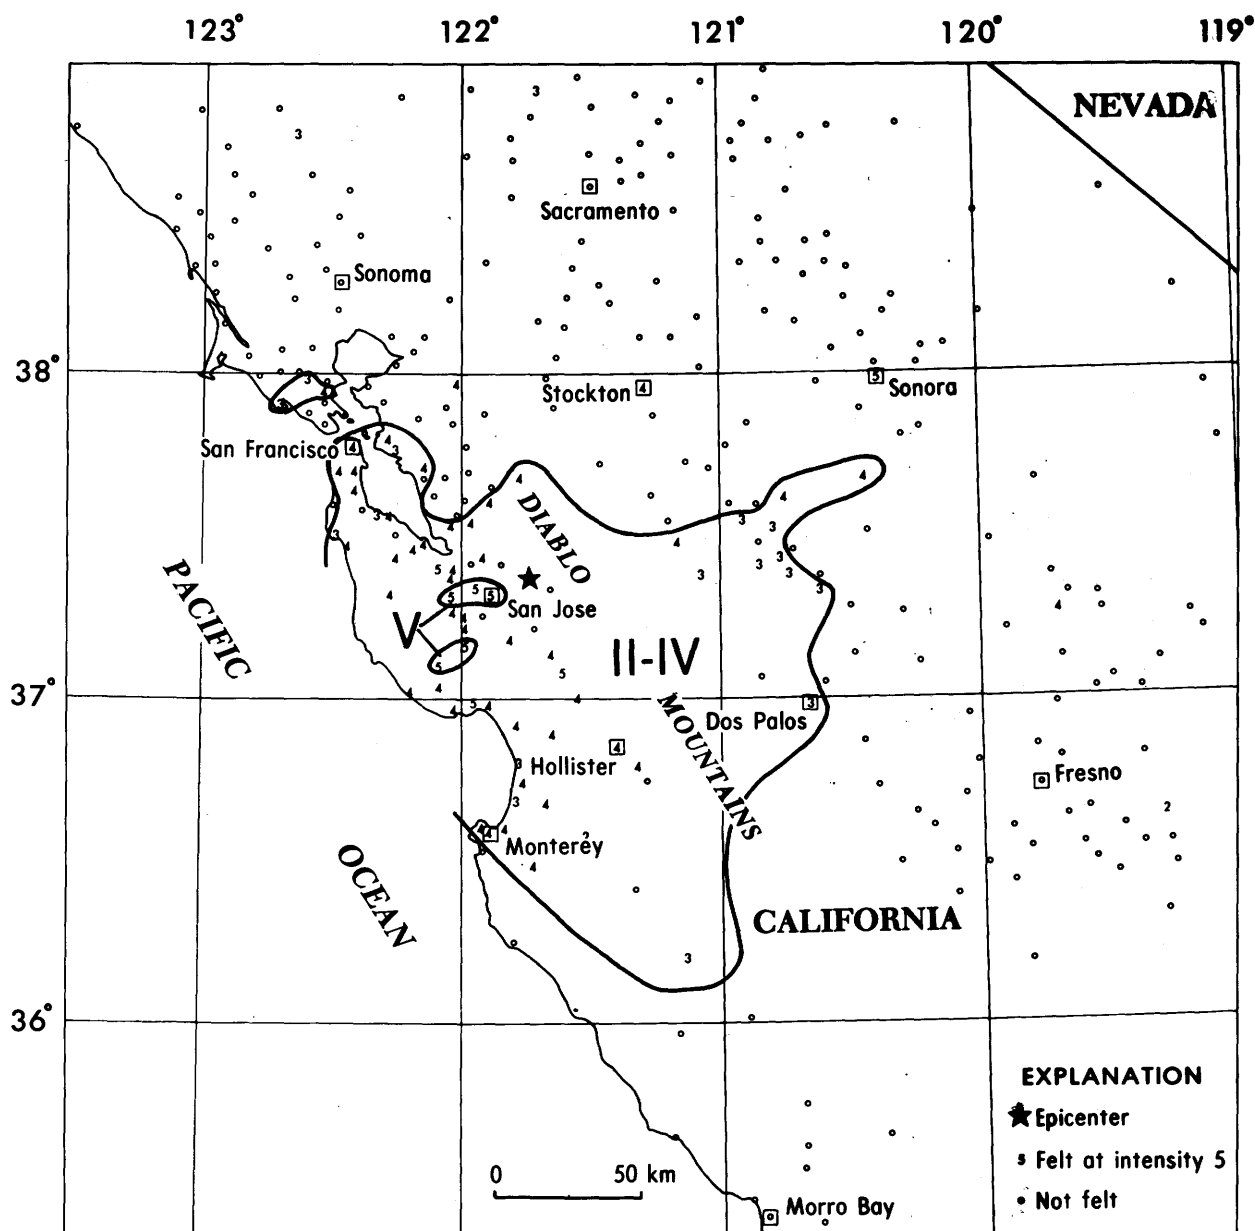 123° 122° 121° 120° 119°
NEVADA
Sacramento
Sonoma
38°
Stockton
Sonora
San Francisco
DIABLO
PACIFIC
San Jose
V
II-IV
37°
MOUNTAINS
Dos Palos
Hollister
Fresno
Monterey
OCEAN
CALIFORNIA
36°
EXPLANATION
Epicenter
0 50 km
5 Felt at intensity 5
Not felt
Morro Bay